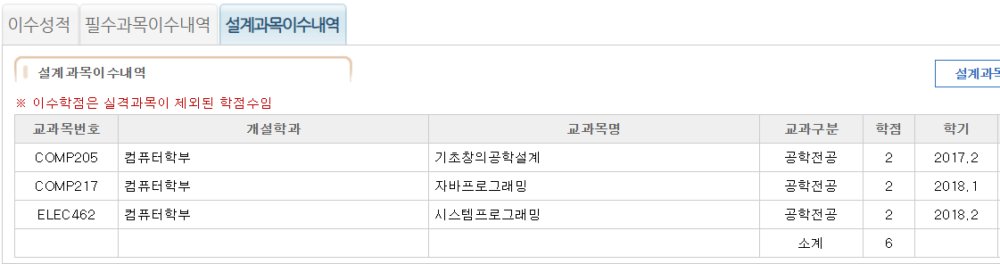 이수성적 필수과목이수내역 설계과목이수내역
설계과목이수내역 설계과목
※ 이수학점은 실격과목이 제외된 학점수임
교과목번호 개설학과 교과목명 교과구분 학점 학기
COMP205 컴퓨터학부 기초창의공학설계 공학전공 2 2017.2
COMP217 컴퓨터학부 자바프로그래밍 공학전공 2 2018.1
ELEC462 컴퓨터학부 시스템프로그래밍 공학전공 2 2018.2
소계 6